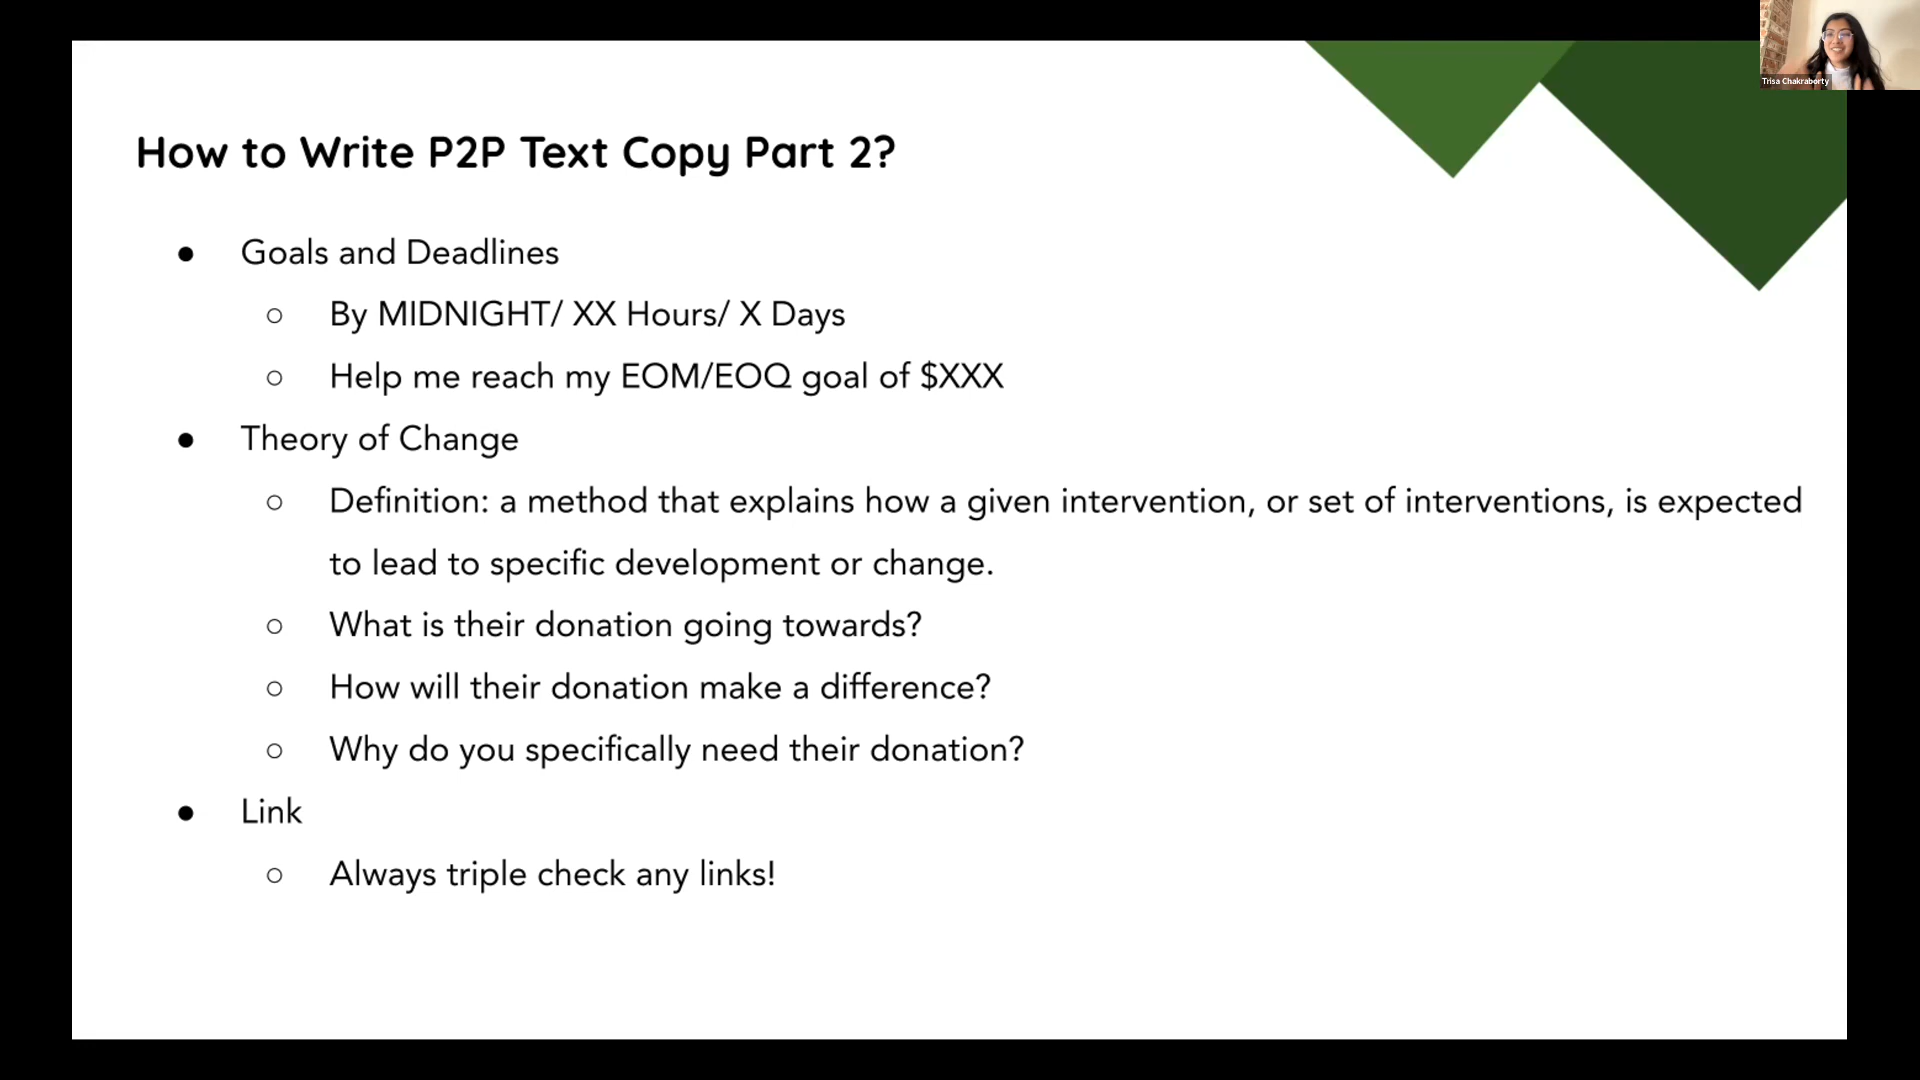 Trisa Chakraborty
How to Write P2P Text Copy Part 2?
● Goals and Deadlines
○ By MIDNIGHT/ XX Hours/ X Days
○ Help me reach my EOM/EOQ goal of $XXX
● Theory of Change
○ Definition: a method that explains how a given intervention, or set of interventions, is expected
to lead to specific development or change.
○ What is their donation going towards?
○ How will their donation make a difference?
○ Why do you specifically need their donation?
● Link
○ Always triple check any links!